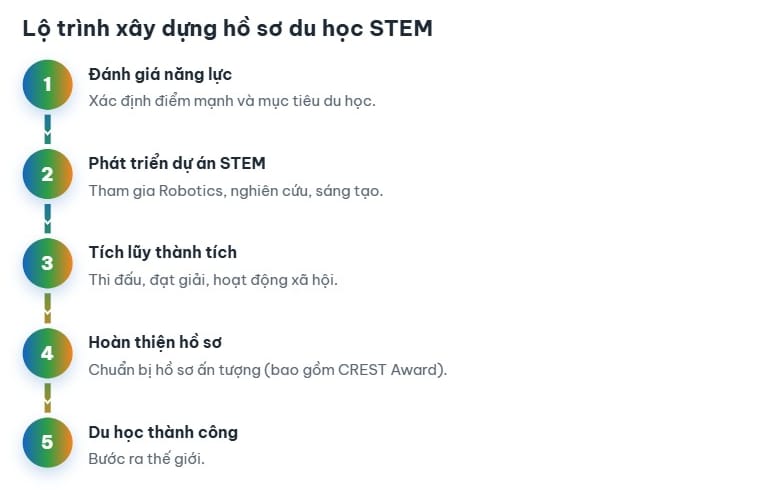 Lộ trình xây dựng hồ sơ du học STEM
1
Đánh giá năng lực
Xác định điểm mạnh và mục tiêu du học.
2
Phát triển dự án STEM
Tham gia Robotics, nghiên cứu, sáng tạo.
3
Tích lũy thành tích
Thi đấu, đạt giải, hoạt động xã hội.
4
Hoàn thiện hồ sơ
Chuẩn bị hồ sơ ấn tượng (bao gồm CREST Award).
5
Du học thành công
Bước ra thế giới.